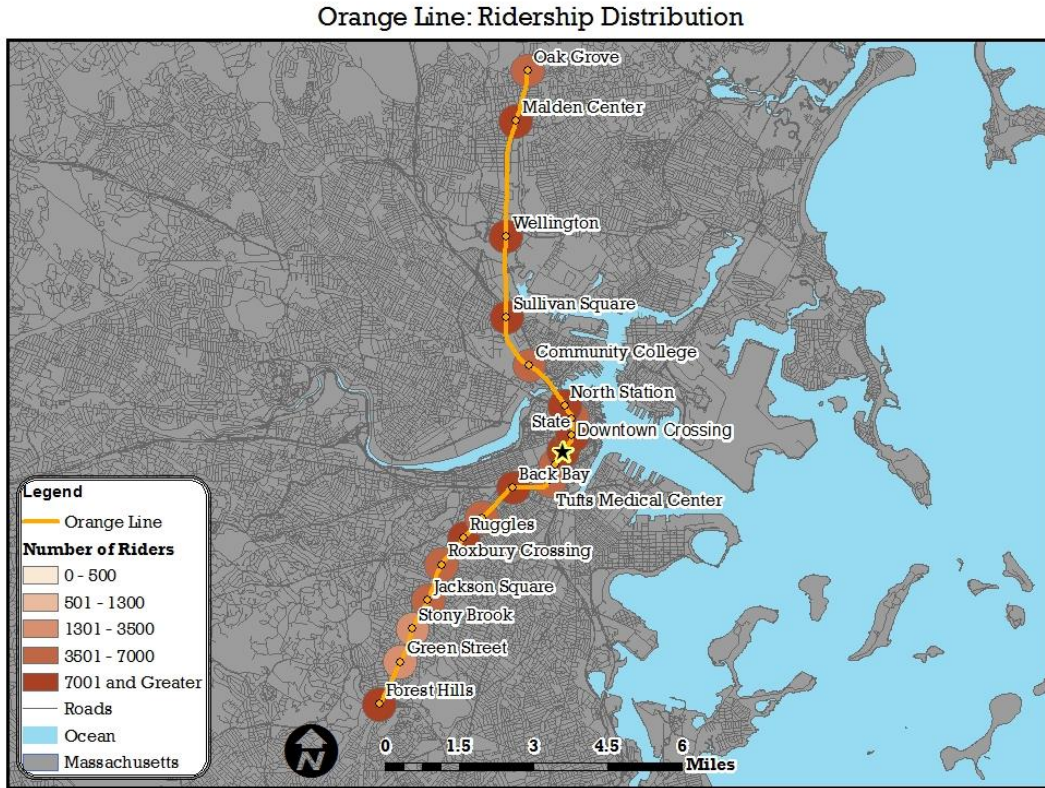 Orange Line: Ridership Distribution
Oak Grove
Malden Center
Wellington
Sullivan Square
Community College
North Station
State
Downtown Crossing
Back Bay
Tufts Medical Center
Ruggles
Roxbury Crossing
Jackson Square
Stony Brook
Green Street
Forest Hills
Legend
Orange Line
Number of Riders
0 - 500
501 - 1300
1301 - 3500
3501 - 7000
7001 and Greater
Roads
Ocean
Massachusetts
N
0 1.5 3 4.5 6
Miles